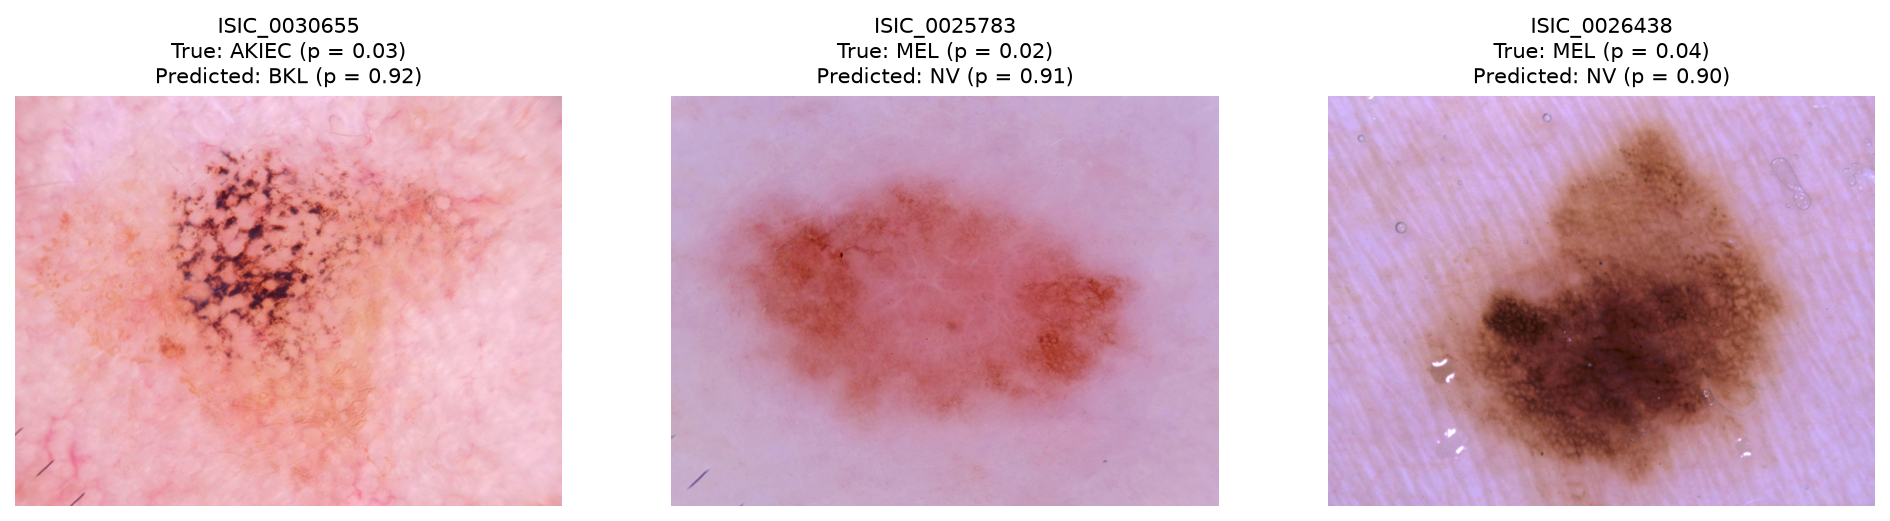 ISIC_0030655
True: AKIEC (p = 0.03)
Predicted: BKL (p = 0.92)
ISIC_0025783
True: MEL (p = 0.02)
Predicted: NV (p = 0.91)
ISIC_0026438
True: MEL (p = 0.04)
Predicted: NV (p = 0.90)